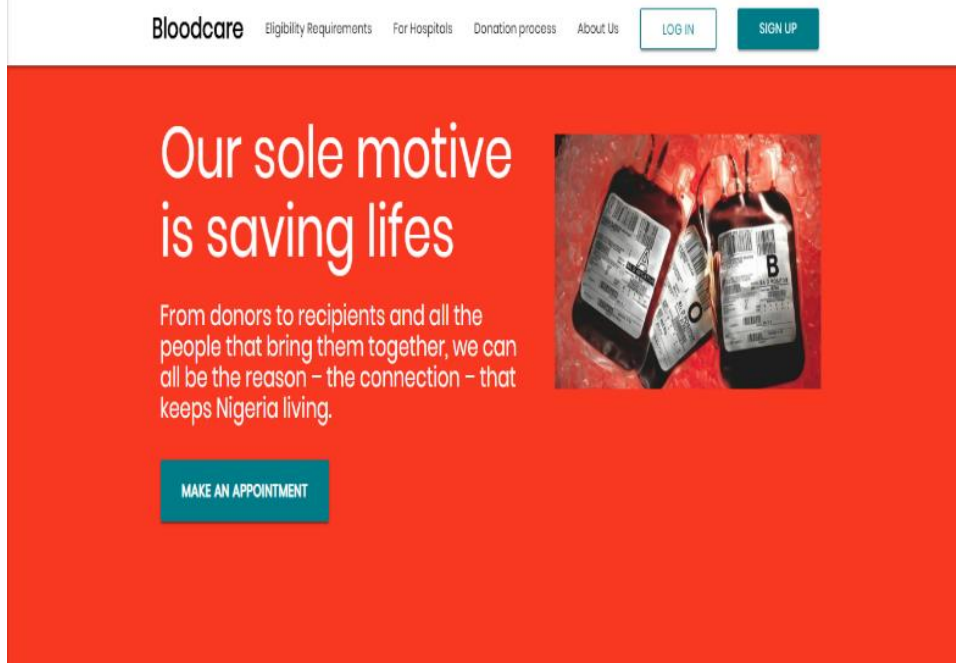 Bloodcare Eligibility Requirements For Hospitals Donation process About Us LOG IN SIGN UP
Our sole motive
is saving lifes
From donors to recipients and all the
people that bring them together, we can
all be the reason – the connection – that
keeps Nigeria living.
MAKE AN APPOINTMENT
A
O
B